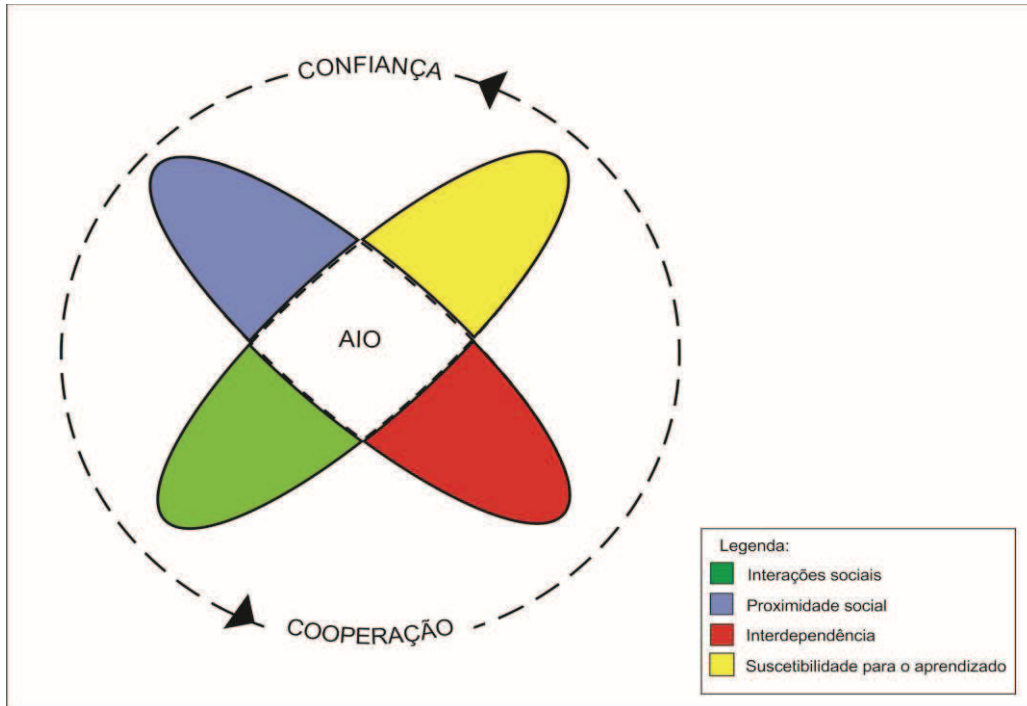 CONFIANÇA
AIO
COOPERAÇÃO
Legenda:
Interações sociais
Proximidade social
Interdependência
Suscetibilidade para o aprendizado